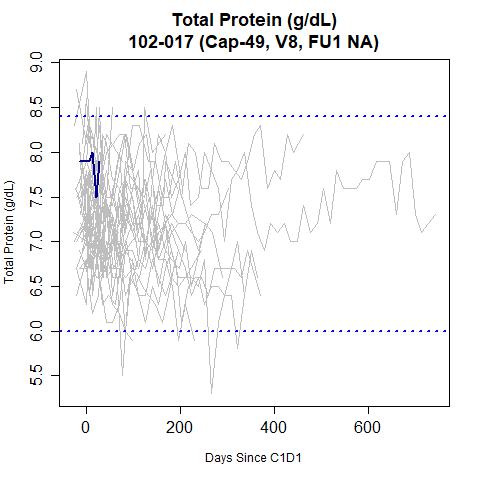 Total Protein (g/dL)
102-017 (Cap-49, V8, FU1 NA)
Total Protein (g/dL)
9.0
8.5
8.0
7.5
7.0
6.5
6.0
5.5
0 200 400 600
Days Since C1D1